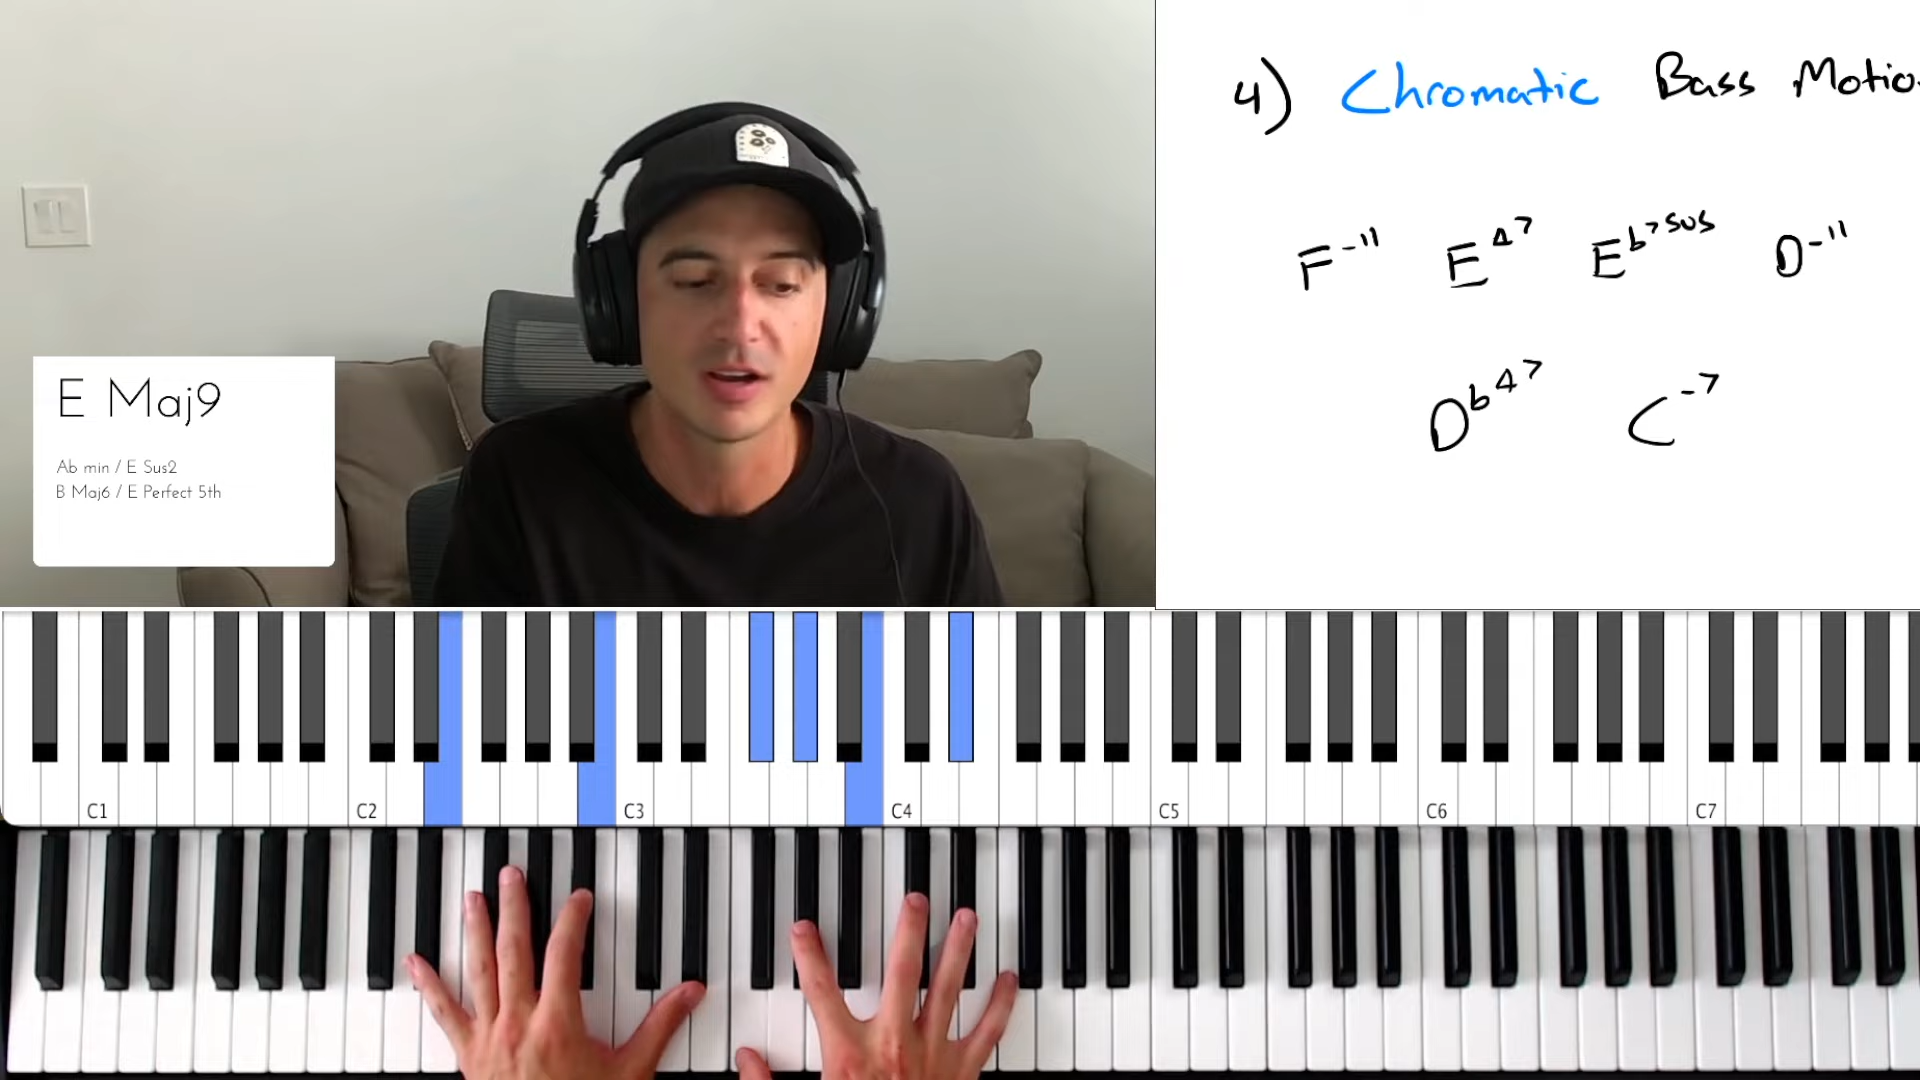 4) Chromatic Bass Motio
F-11 EΔ7 Eb7sus D-11
DbΔ7 C-7
E Maj9
Ab min / E Sus2
B Maj6 / E Perfect 5th
C1 C2 C3 C4 C5 C6 C7